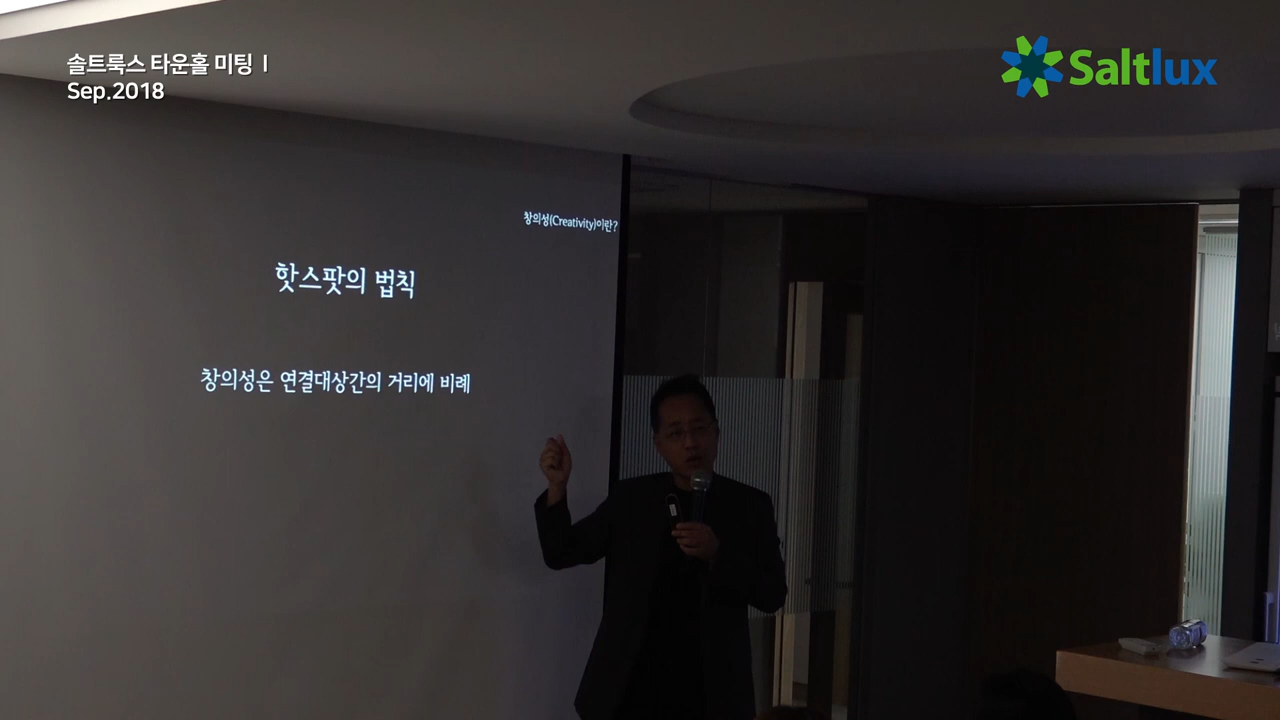 솔트룩스 타운홀 미팅 I
Sep.2018
Saltlux
창의성(Creativity)이란?
핫스팟의 법칙
창의성은 연결대상간의 거리에 비례